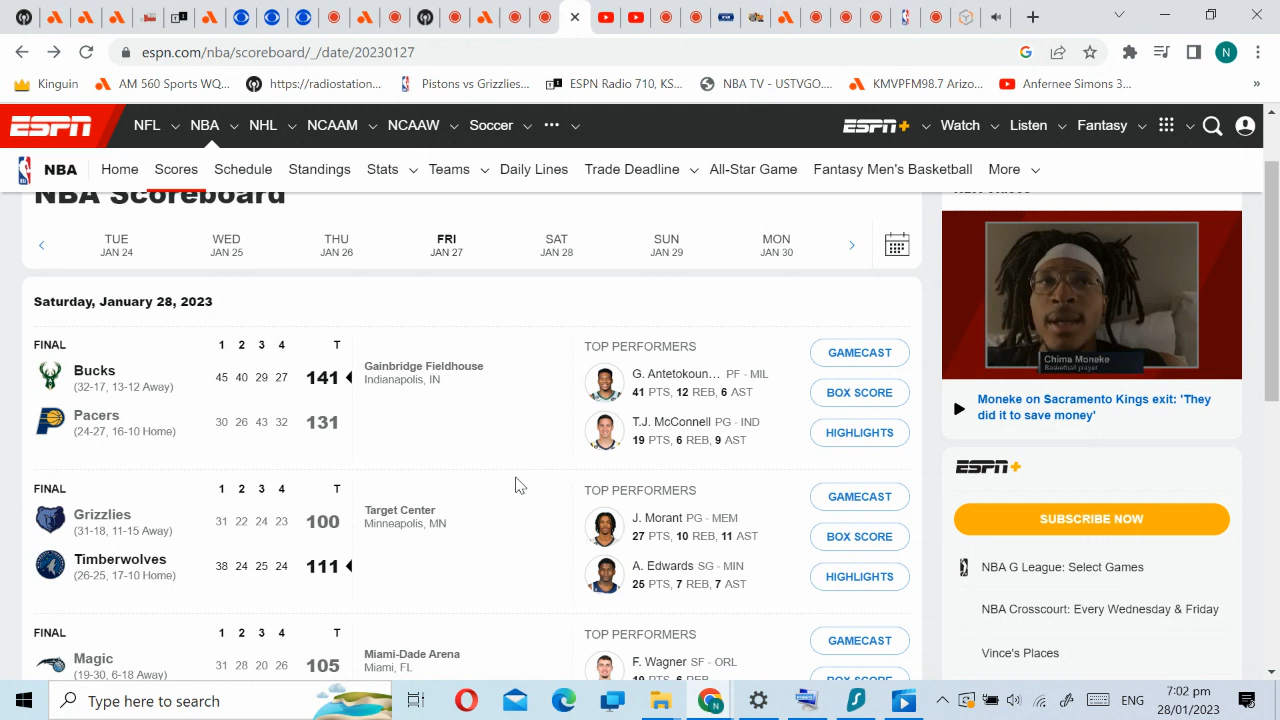 espn.com/nba/scoreboard/_/date/20230127
N
Kinguin
AM 560 Sports WQ...
https://radiostation...
Pistons vs Grizzlies...
ESPN Radio 710, KS...
NBA TV - USTVGO...
KMVPFM98.7 Arizo...
Anfernee Simons 3...
»
ESPN
NFL
NBA
NHL
NCAAM
NCAAW
Soccer
ESPN+
Watch
Listen
Fantasy
NBA
Home
Scores
Schedule
Standings
Stats
Teams
Daily Lines
Trade Deadline
All-Star Game
Fantasy Men's Basketball
More
NBA Scoreboard
TUE
JAN 24
WED
JAN 25
THU
JAN 26
FRI
JAN 27
SAT
JAN 28
SUN
JAN 29
MON
JAN 30
Saturday, January 28, 2023
FINAL 1 2 3 4 T
Bucks
(32-17, 13-12 Away)
45 40 29 27 141
Pacers
(24-27, 16-10 Home)
30 26 43 32 131
Gainbridge Fieldhouse
Indianapolis, IN
TOP PERFORMERS
G. Antetokoun... PF - MIL
41 PTS, 12 REB, 6 AST
T.J. McConnell PG - IND
19 PTS, 6 REB, 9 AST
GAMECAST
BOX SCORE
HIGHLIGHTS
FINAL 1 2 3 4 T
Grizzlies
(31-18, 11-15 Away)
31 22 24 23 100
Timberwolves
(26-25, 17-10 Home)
38 24 25 24 111
Target Center
Minneapolis, MN
TOP PERFORMERS
J. Morant PG - MEM
27 PTS, 10 REB, 11 AST
A. Edwards SG - MIN
25 PTS, 7 REB, 7 AST
GAMECAST
BOX SCORE
HIGHLIGHTS
FINAL 1 2 3 4 T
Magic
(19-30, 6-18 Away)
31 28 20 26 105
Miami-Dade Arena
Miami, FL
TOP PERFORMERS
F. Wagner SF - ORL
19 PTS, 6 REB,
GAMECAST
BOX SCORE
Chima Moneke
Basketball player
Moneke on Sacramento Kings exit: 'They
did it to save money'
ESPN+
SUBSCRIBE NOW
NBA G League: Select Games
NBA Crosscourt: Every Wednesday & Friday
Vince's Places
Type here to search
ENG
7:02 pm
28/01/2023